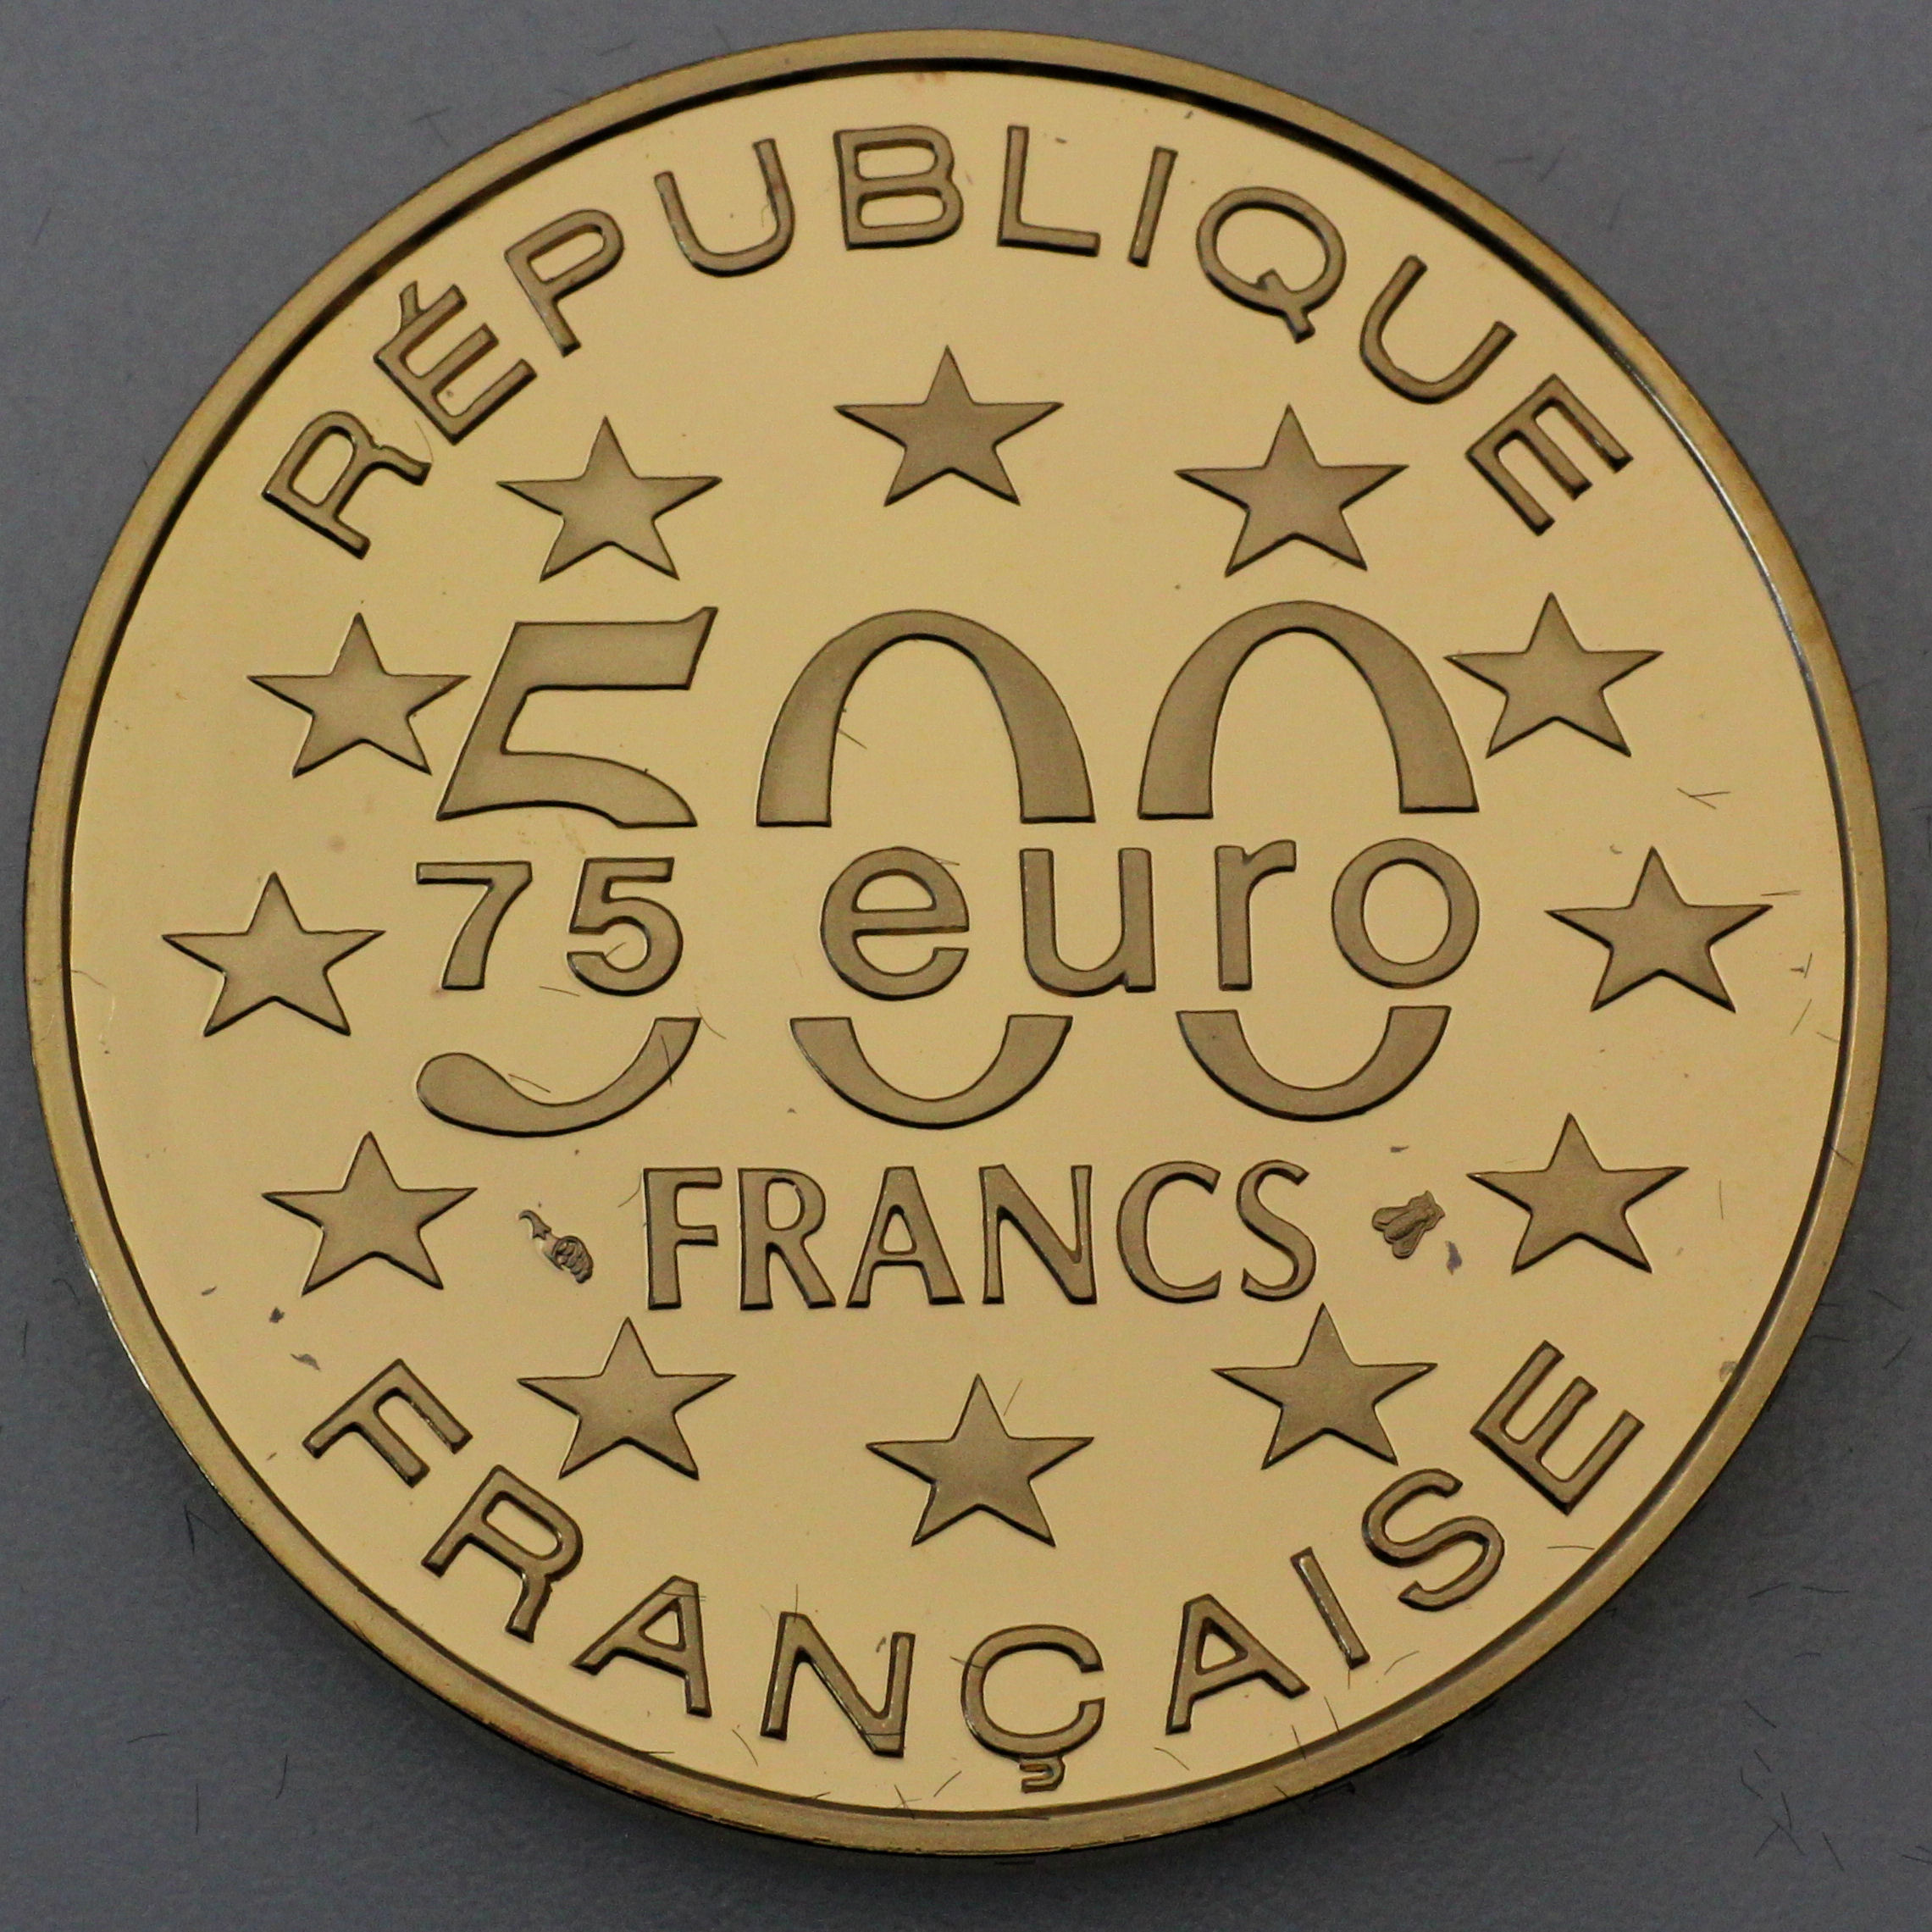 RÉPUBLIQUE
500
75 euro
FRANCS
FRANÇAISE